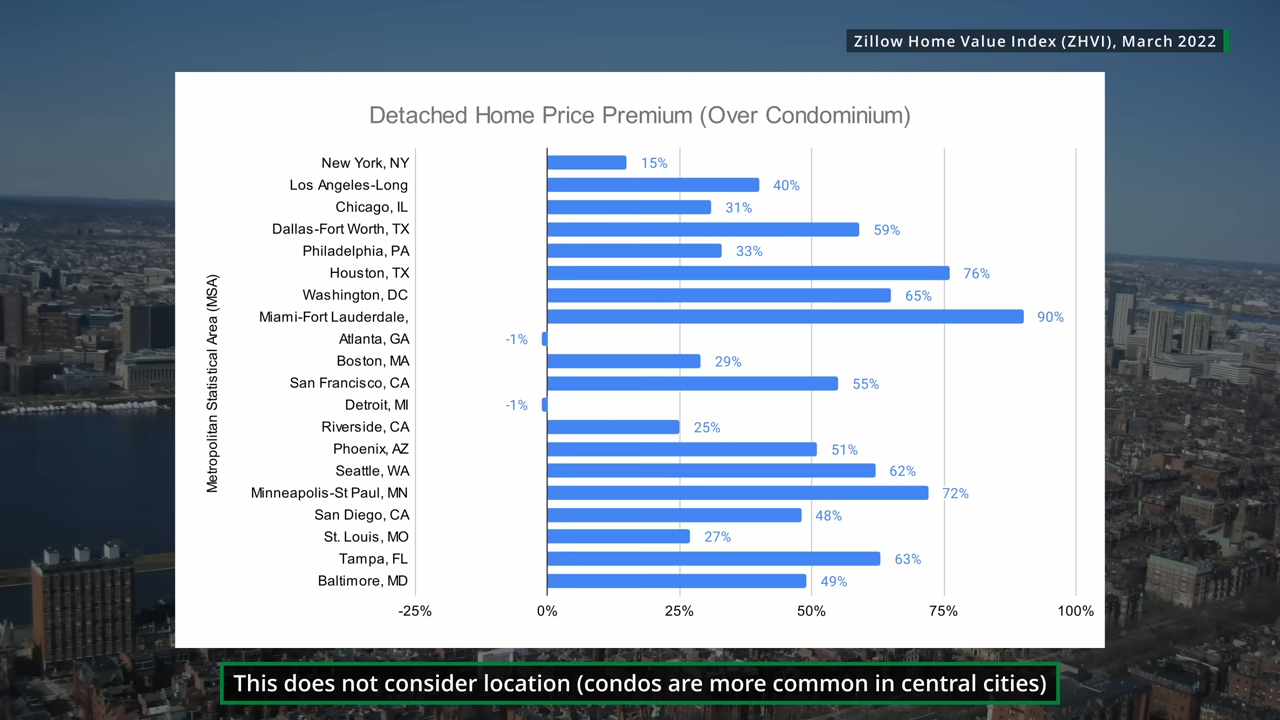 Zillow Home Value Index (ZHVI), March 2022
Detached Home Price Premium (Over Condominium)
Metropolitan Statistical Area (MSA)
New York, NY 15%
Los Angeles-Long 40%
Chicago, IL 31%
Dallas-Fort Worth, TX 59%
Philadelphia, PA 33%
Houston, TX 76%
Washington, DC 65%
Miami-Fort Lauderdale, 90%
Atlanta, GA -1%
Boston, MA 29%
San Francisco, CA 55%
Detroit, MI -1%
Riverside, CA 25%
Phoenix, AZ 51%
Seattle, WA 62%
Minneapolis-St Paul, MN 72%
San Diego, CA 48%
St. Louis, MO 27%
Tampa, FL 63%
Baltimore, MD 49%
-25% 0% 25% 50% 75% 100%
This does not consider location (condos are more common in central cities)